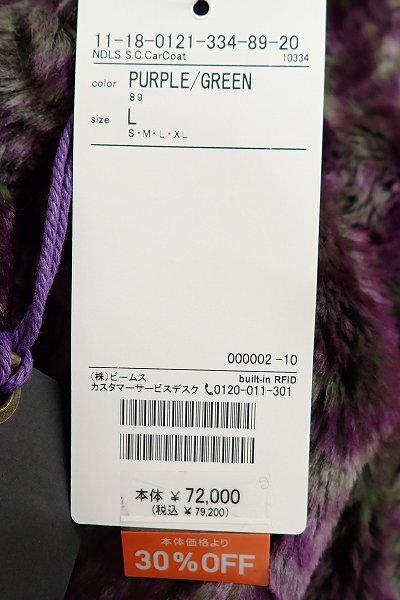 11-18-0121-334-89-20
NDLS S.C.CarCoat 10334
color PURPLE/GREEN
89
size L
S・M・L・XL
000002 -10
(株)ビームス built-in RFID
カスタマーサービスデスク 0120-011-301
本体 ¥ 72,000
(税込 ¥ 79,200)
本体価格より
30%OFF